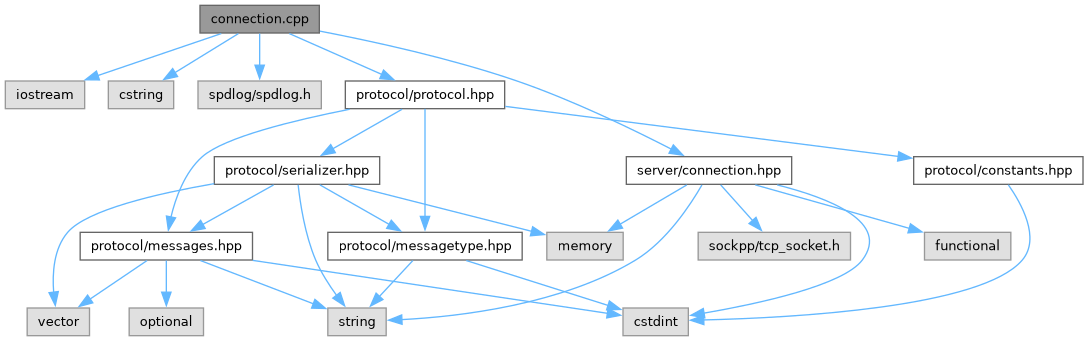 connection.cpp
iostream
cstring
spdlog/spdlog.h
protocol/protocol.hpp
protocol/serializer.hpp
server/connection.hpp
protocol/constants.hpp
protocol/messages.hpp
protocol/messagetype.hpp
memory
sockpp/tcp_socket.h
functional
vector
optional
string
cstdint